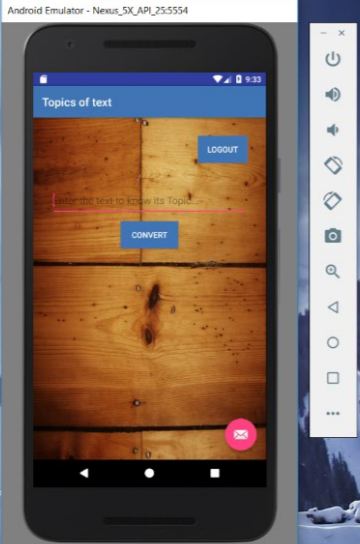 Android Emulator - Nexus_5X_API_25:5554
9:33
Topics of text
LOGOUT
Enter the text to know its Topic...
CONVERT